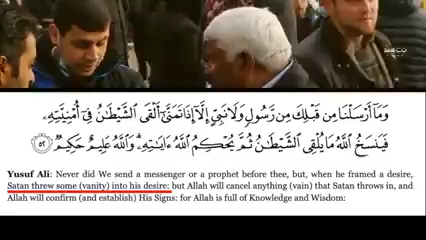 وَمَآ أَرْسَلْنَا مِن قَبْلِكَ مِن رَّسُولٍ وَلَا نَبِيٍّ إِلَّآ إِذَا تَمَنَّىٰٓ أَلْقَى ٱلشَّيْطَٰنُ فِىٓ أُمْنِيَّتِهِۦ
فَيَنسَخُ ٱللَّهُ مَا يُلْقِى ٱلشَّيْطَٰنُ ثُمَّ يُحْكِمُ ٱللَّهُ ءَايَٰتِهِۦ ۗ وَٱللَّهُ عَلِيمٌ حَكِيمٌ ٥٢
Yusuf Ali: Never did We send a messenger or a prophet before thee, but, when he framed a desire,
Satan threw some (vanity) into his desire: but Allah will cancel anything (vain) that Satan throws in, and
Allah will confirm (and establish) His Signs: for Allah is full of Knowledge and Wisdom: